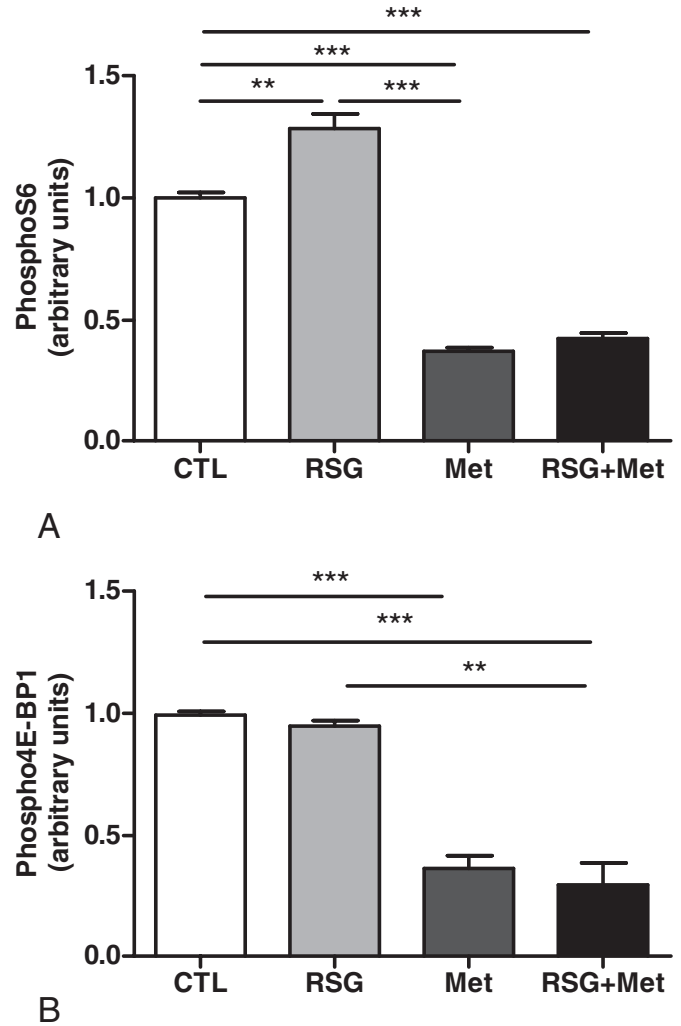 ***
***
** ***
1.5
1.0
0.5
0.0
PhosphoS6
(arbitrary units)
CTL RSG Met RSG+Met
A
***
***
**
1.5
1.0
0.5
0.0
Phospho4E-BP1
(arbitrary units)
CTL RSG Met RSG+Met
B